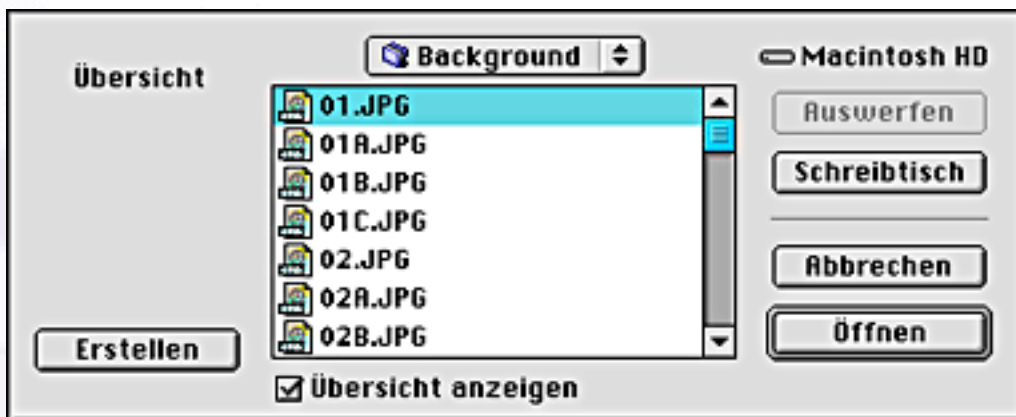 Übersicht
Background
Macintosh HD
01.JPG
01A.JPG
01B.JPG
01C.JPG
02.JPG
02A.JPG
02B.JPG
Auswerfen
Schreibtisch
Abbrechen
Öffnen
Erstellen
Übersicht anzeigen